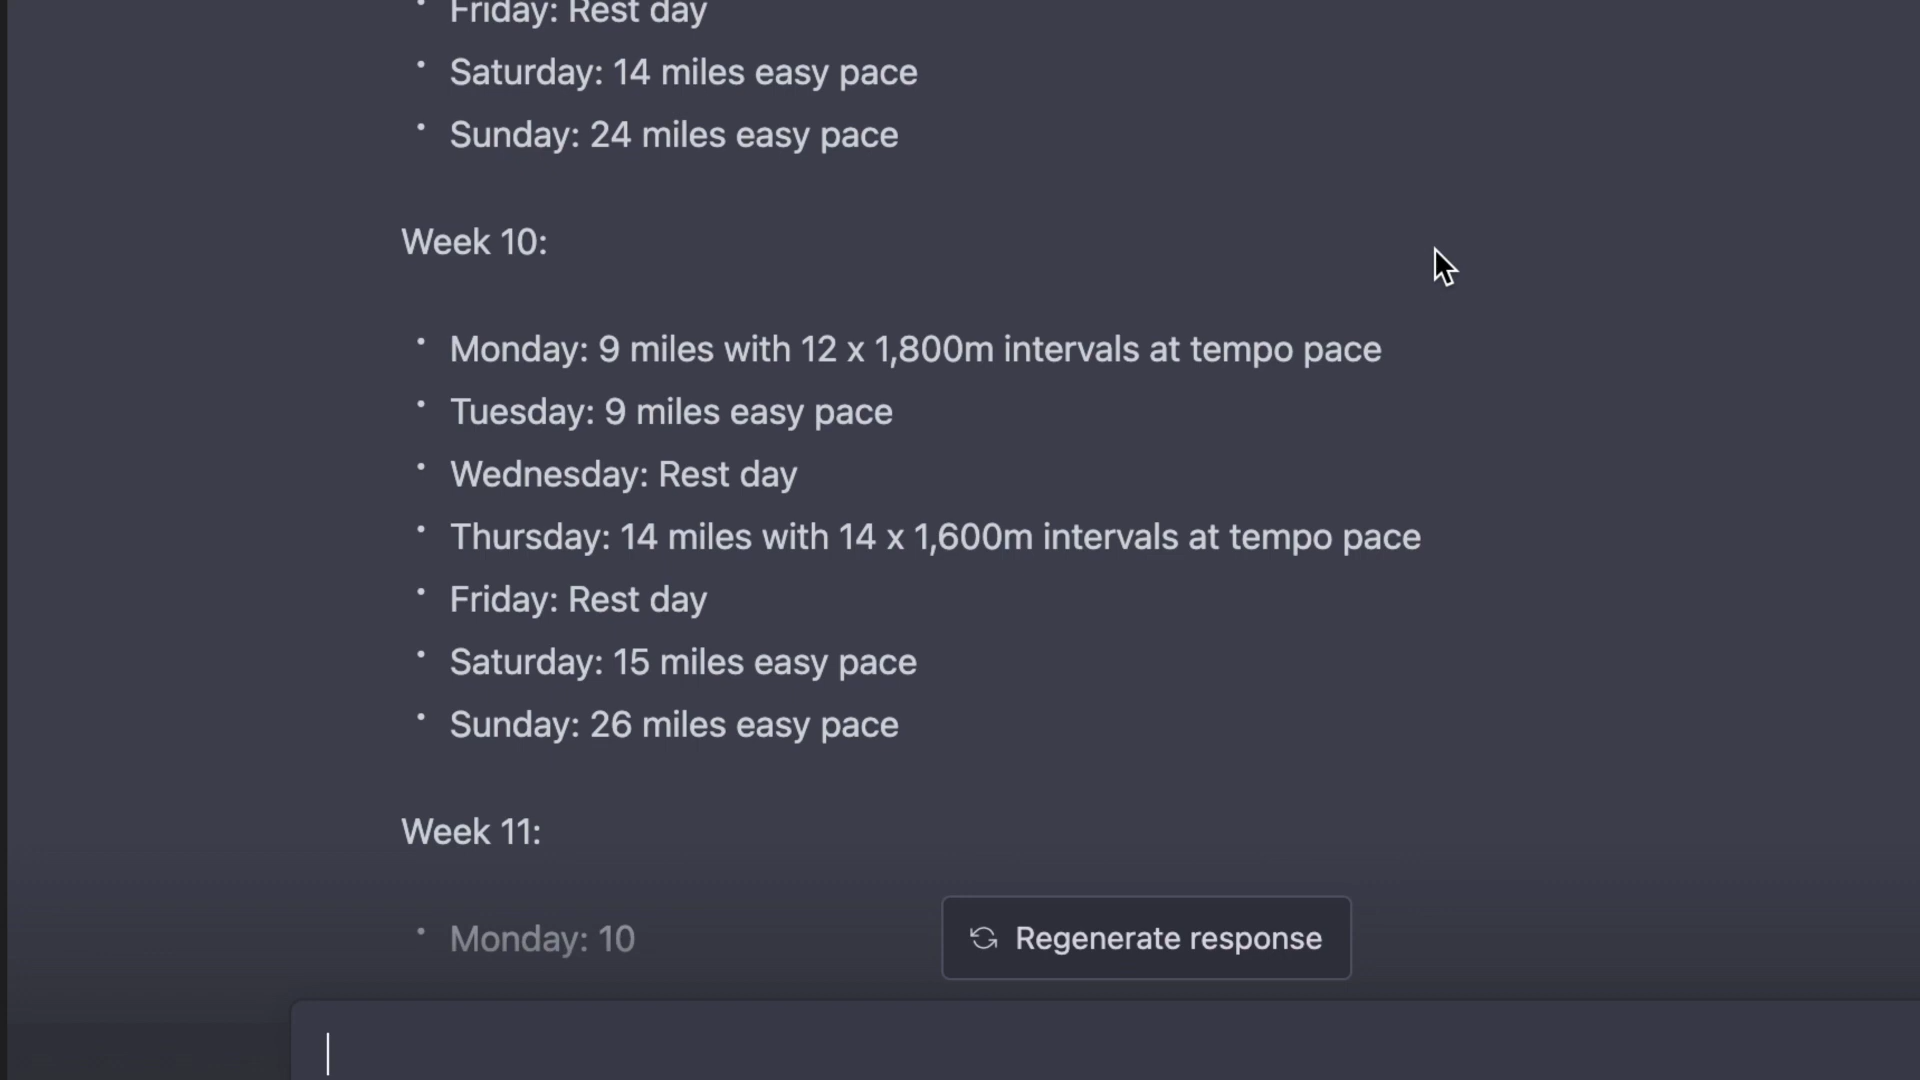 • Friday: Rest day
• Saturday: 14 miles easy pace
• Sunday: 24 miles easy pace
Week 10:
• Monday: 9 miles with 12 x 1,800m intervals at tempo pace
• Tuesday: 9 miles easy pace
• Wednesday: Rest day
• Thursday: 14 miles with 14 x 1,600m intervals at tempo pace
• Friday: Rest day
• Saturday: 15 miles easy pace
• Sunday: 26 miles easy pace
Week 11:
• Monday: 10
Regenerate response